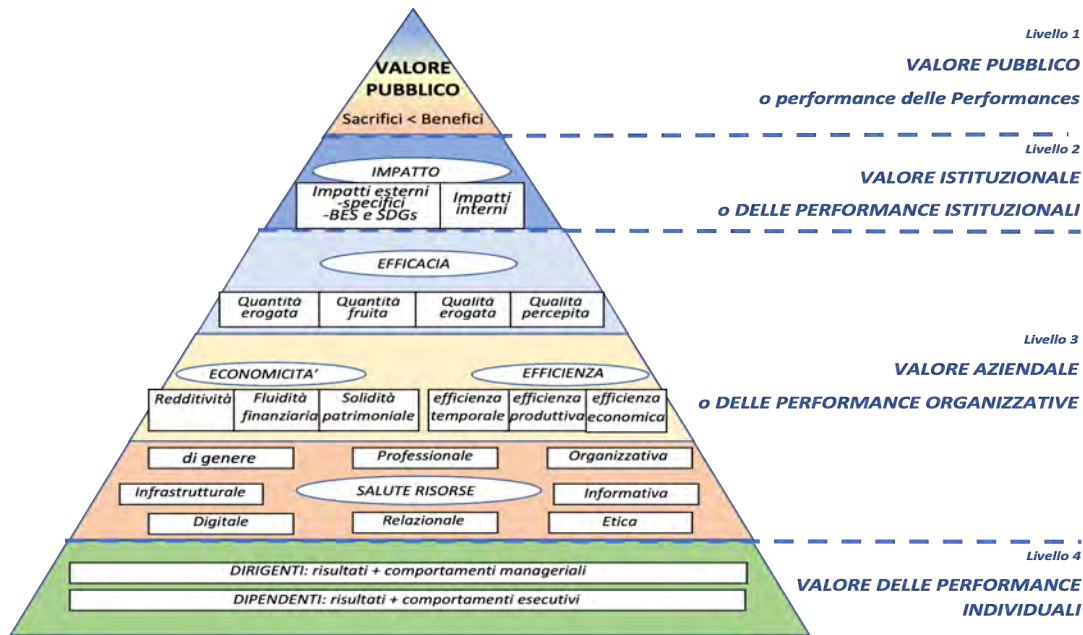 VALORE
PUBBLICO
Sacrifici < Benefici
Livello 1
VALORE PUBBLICO
o performance delle Performances
IMPATTO
Impatti esterni
-specifici
-BES e SDGs
Impatti
interni
Livello 2
VALORE ISTITUZIONALE
o DELLE PERFORMANCE ISTITUZIONALI
EFFICACIA
Quantità
erogata
Quantità
fruita
Qualità
erogata
Qualità
percepita
ECONOMICITA'
EFFICIENZA
Redditività
Fluidità
finanziaria
Solidità
patrimoniale
efficienza
temporale
efficienza
produttiva
efficienza
economica
Livello 3
VALORE AZIENDALE
o DELLE PERFORMANCE ORGANIZZATIVE
di genere
Professionale
Organizzativa
Infrastrutturale
SALUTE RISORSE
Informativa
Digitale
Relazionale
Etica
DIRIGENTI: risultati + comportamenti manageriali
DIPENDENTI: risultati + comportamenti esecutivi
Livello 4
VALORE DELLE PERFORMANCE
INDIVIDUALI